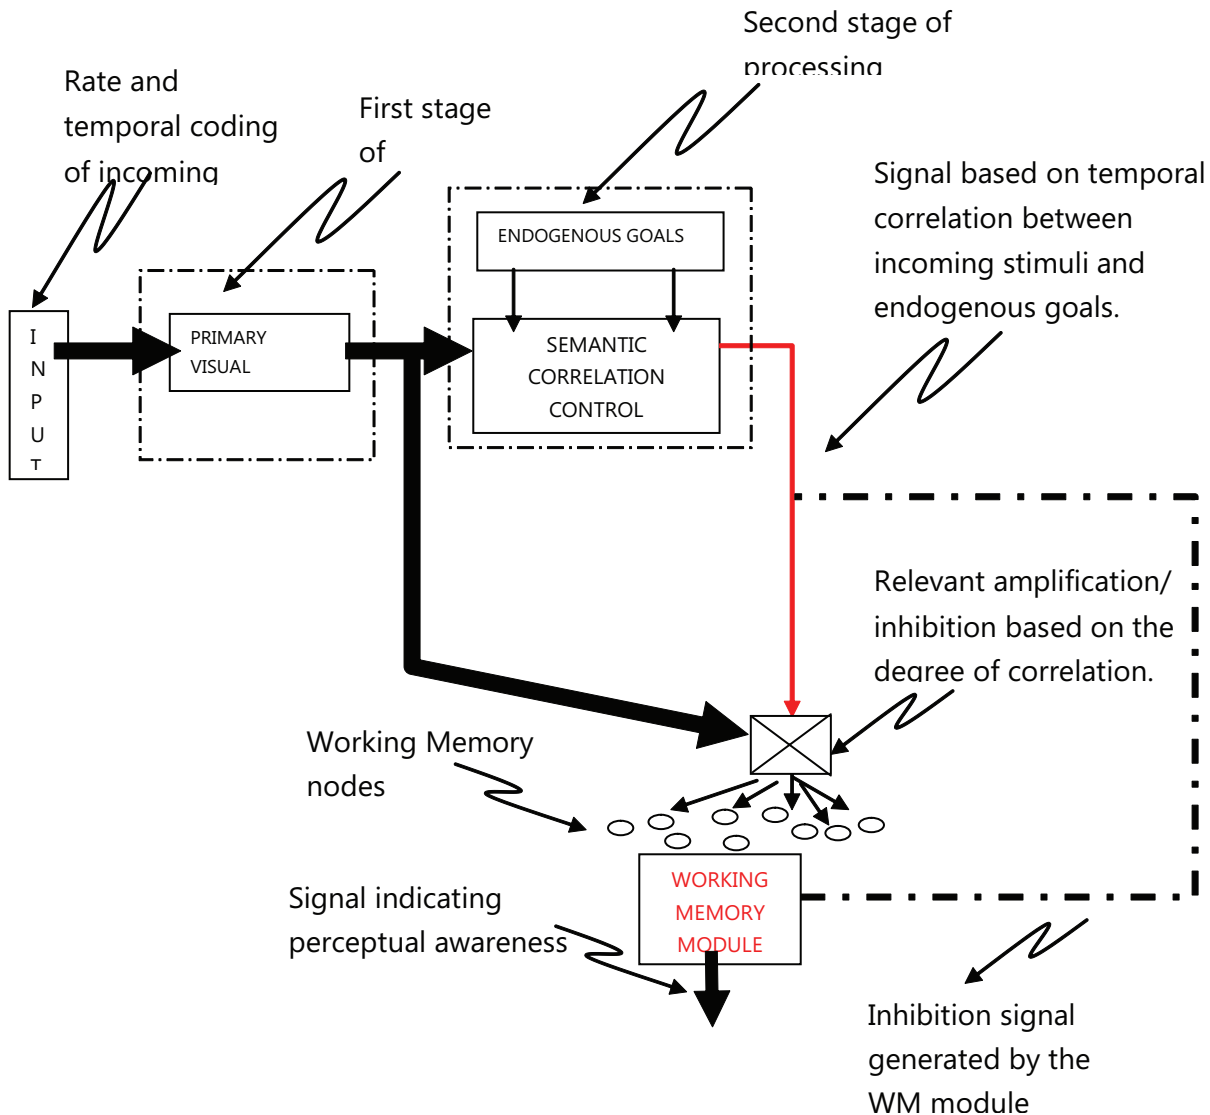 Second stage of
processing
Rate and
temporal coding
of incoming
First stage
of
Signal based on temporal
correlation between
incoming stimuli and
endogenous goals.
ENDOGENOUS GOALS
I
N
P
U
T
PRIMARY
VISUAL
SEMANTIC
CORRELATION
CONTROL
Relevant amplification/
inhibition based on the
degree of correlation.
Working Memory
nodes
WORKING
MEMORY
MODULE
Signal indicating
perceptual awareness
Inhibition signal
generated by the
WM module